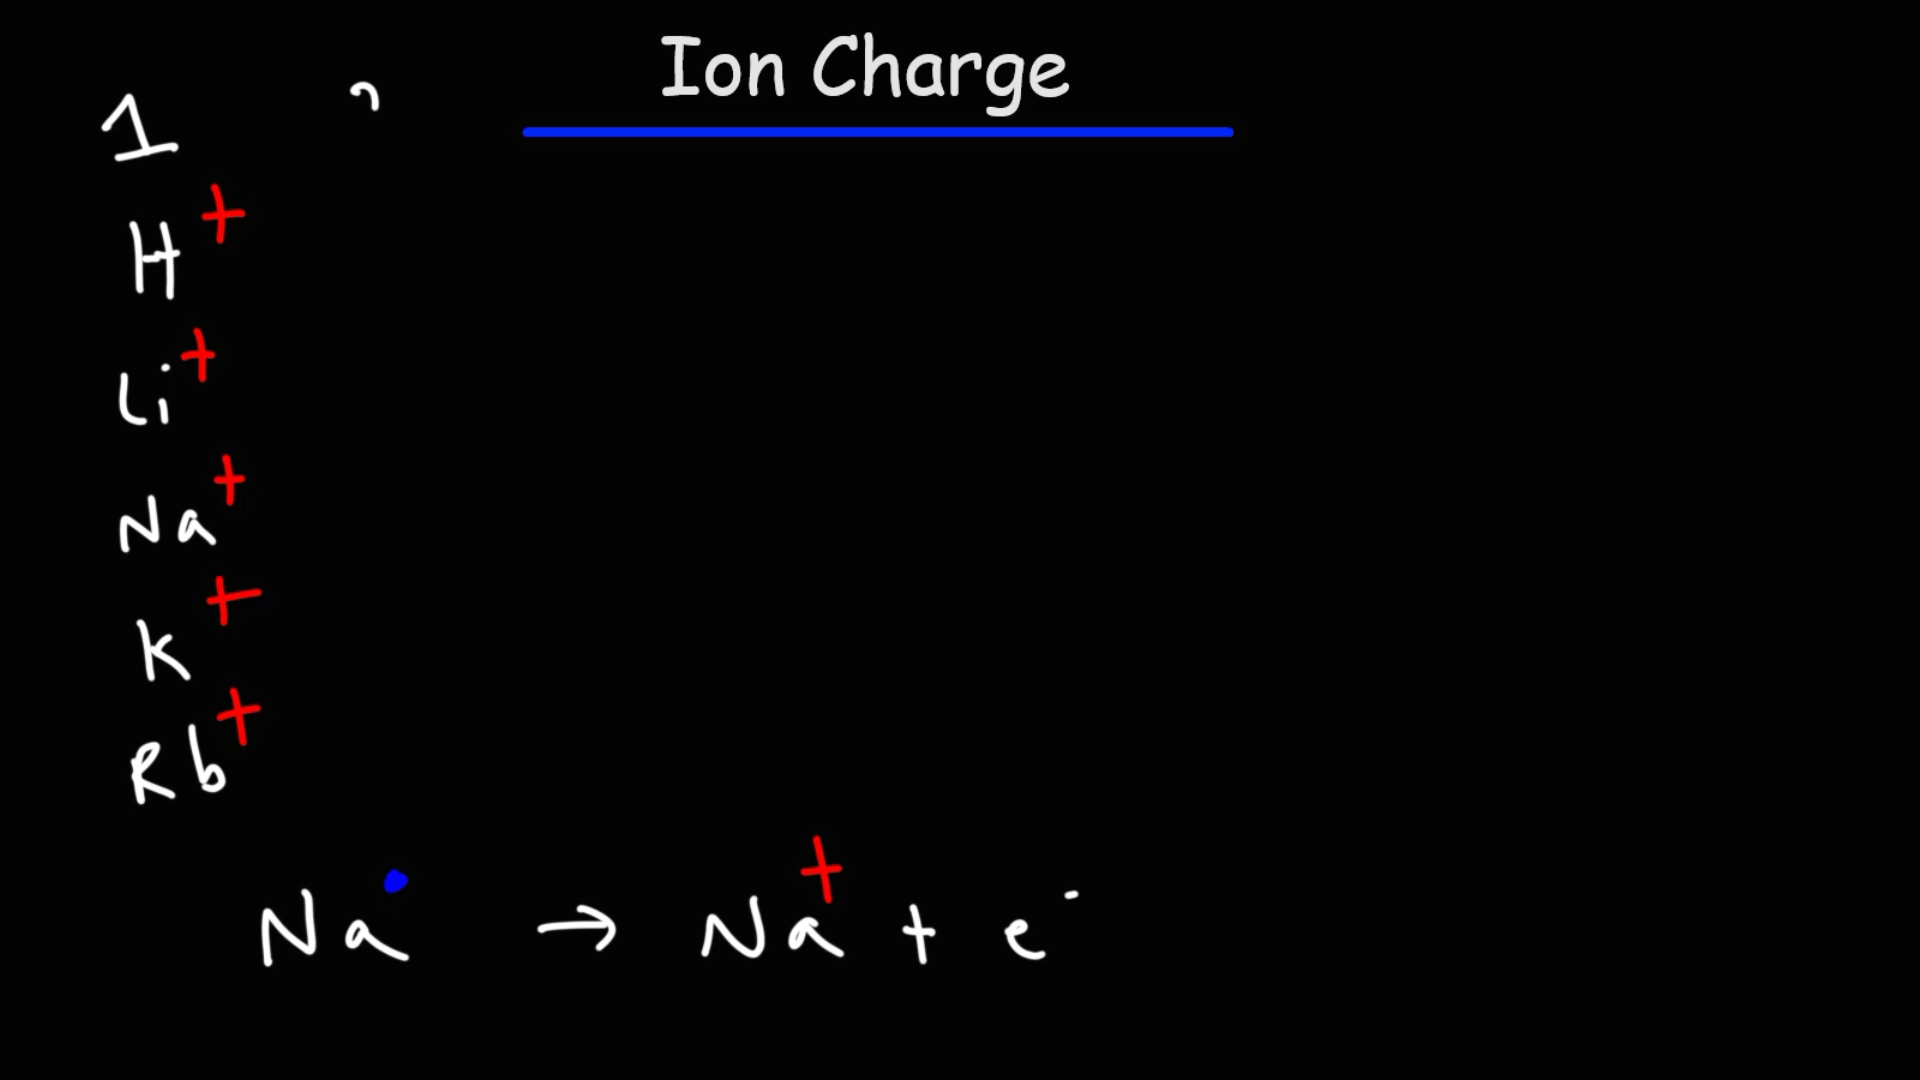 Ion Charge
1
H⁺
Li⁺
Na⁺
K⁺
Rb⁺
Na• → Na⁺ + e⁻